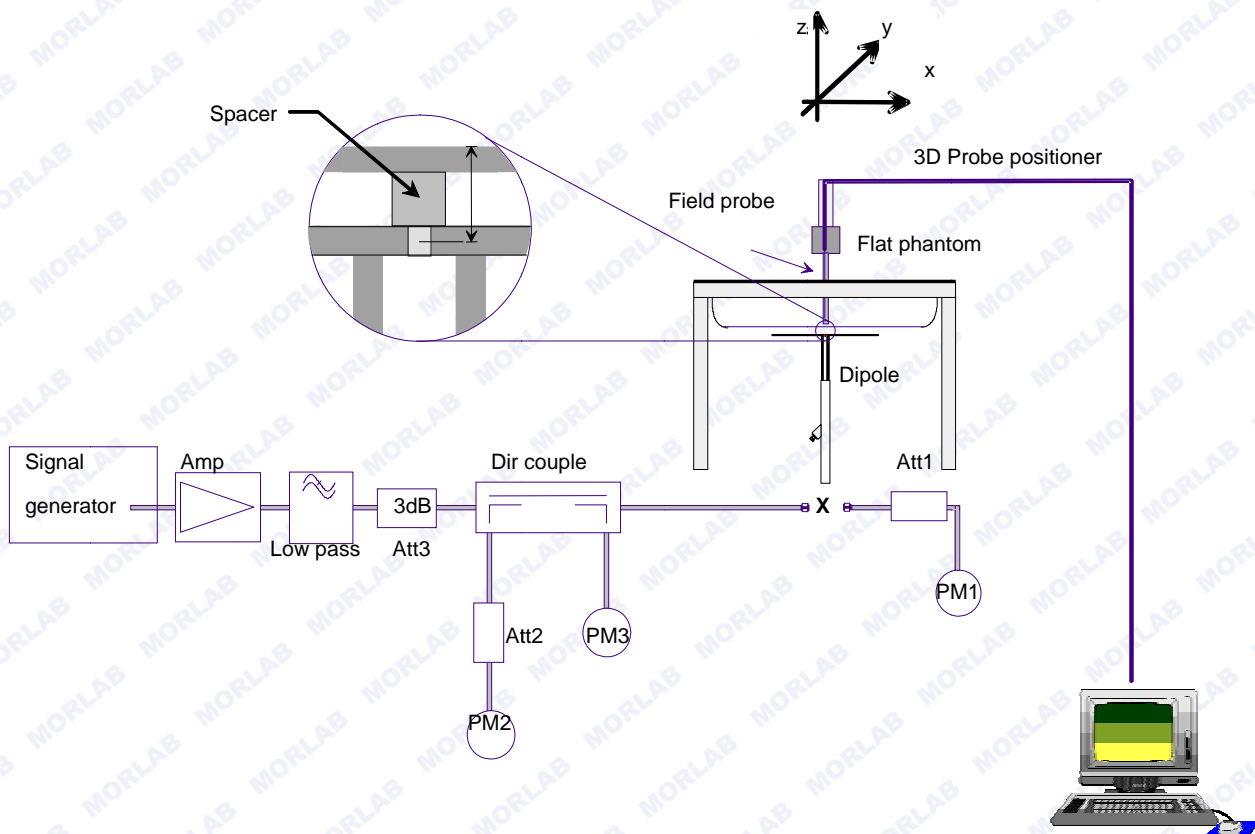 z
y
x
Spacer
3D Probe positioner
Field probe
Flat phantom
Dipole
Signal
generator
Amp
Low pass
3dB
Att3
Dir couple
Att1
X
PM1
Att2
PM3
PM2
MORLAB